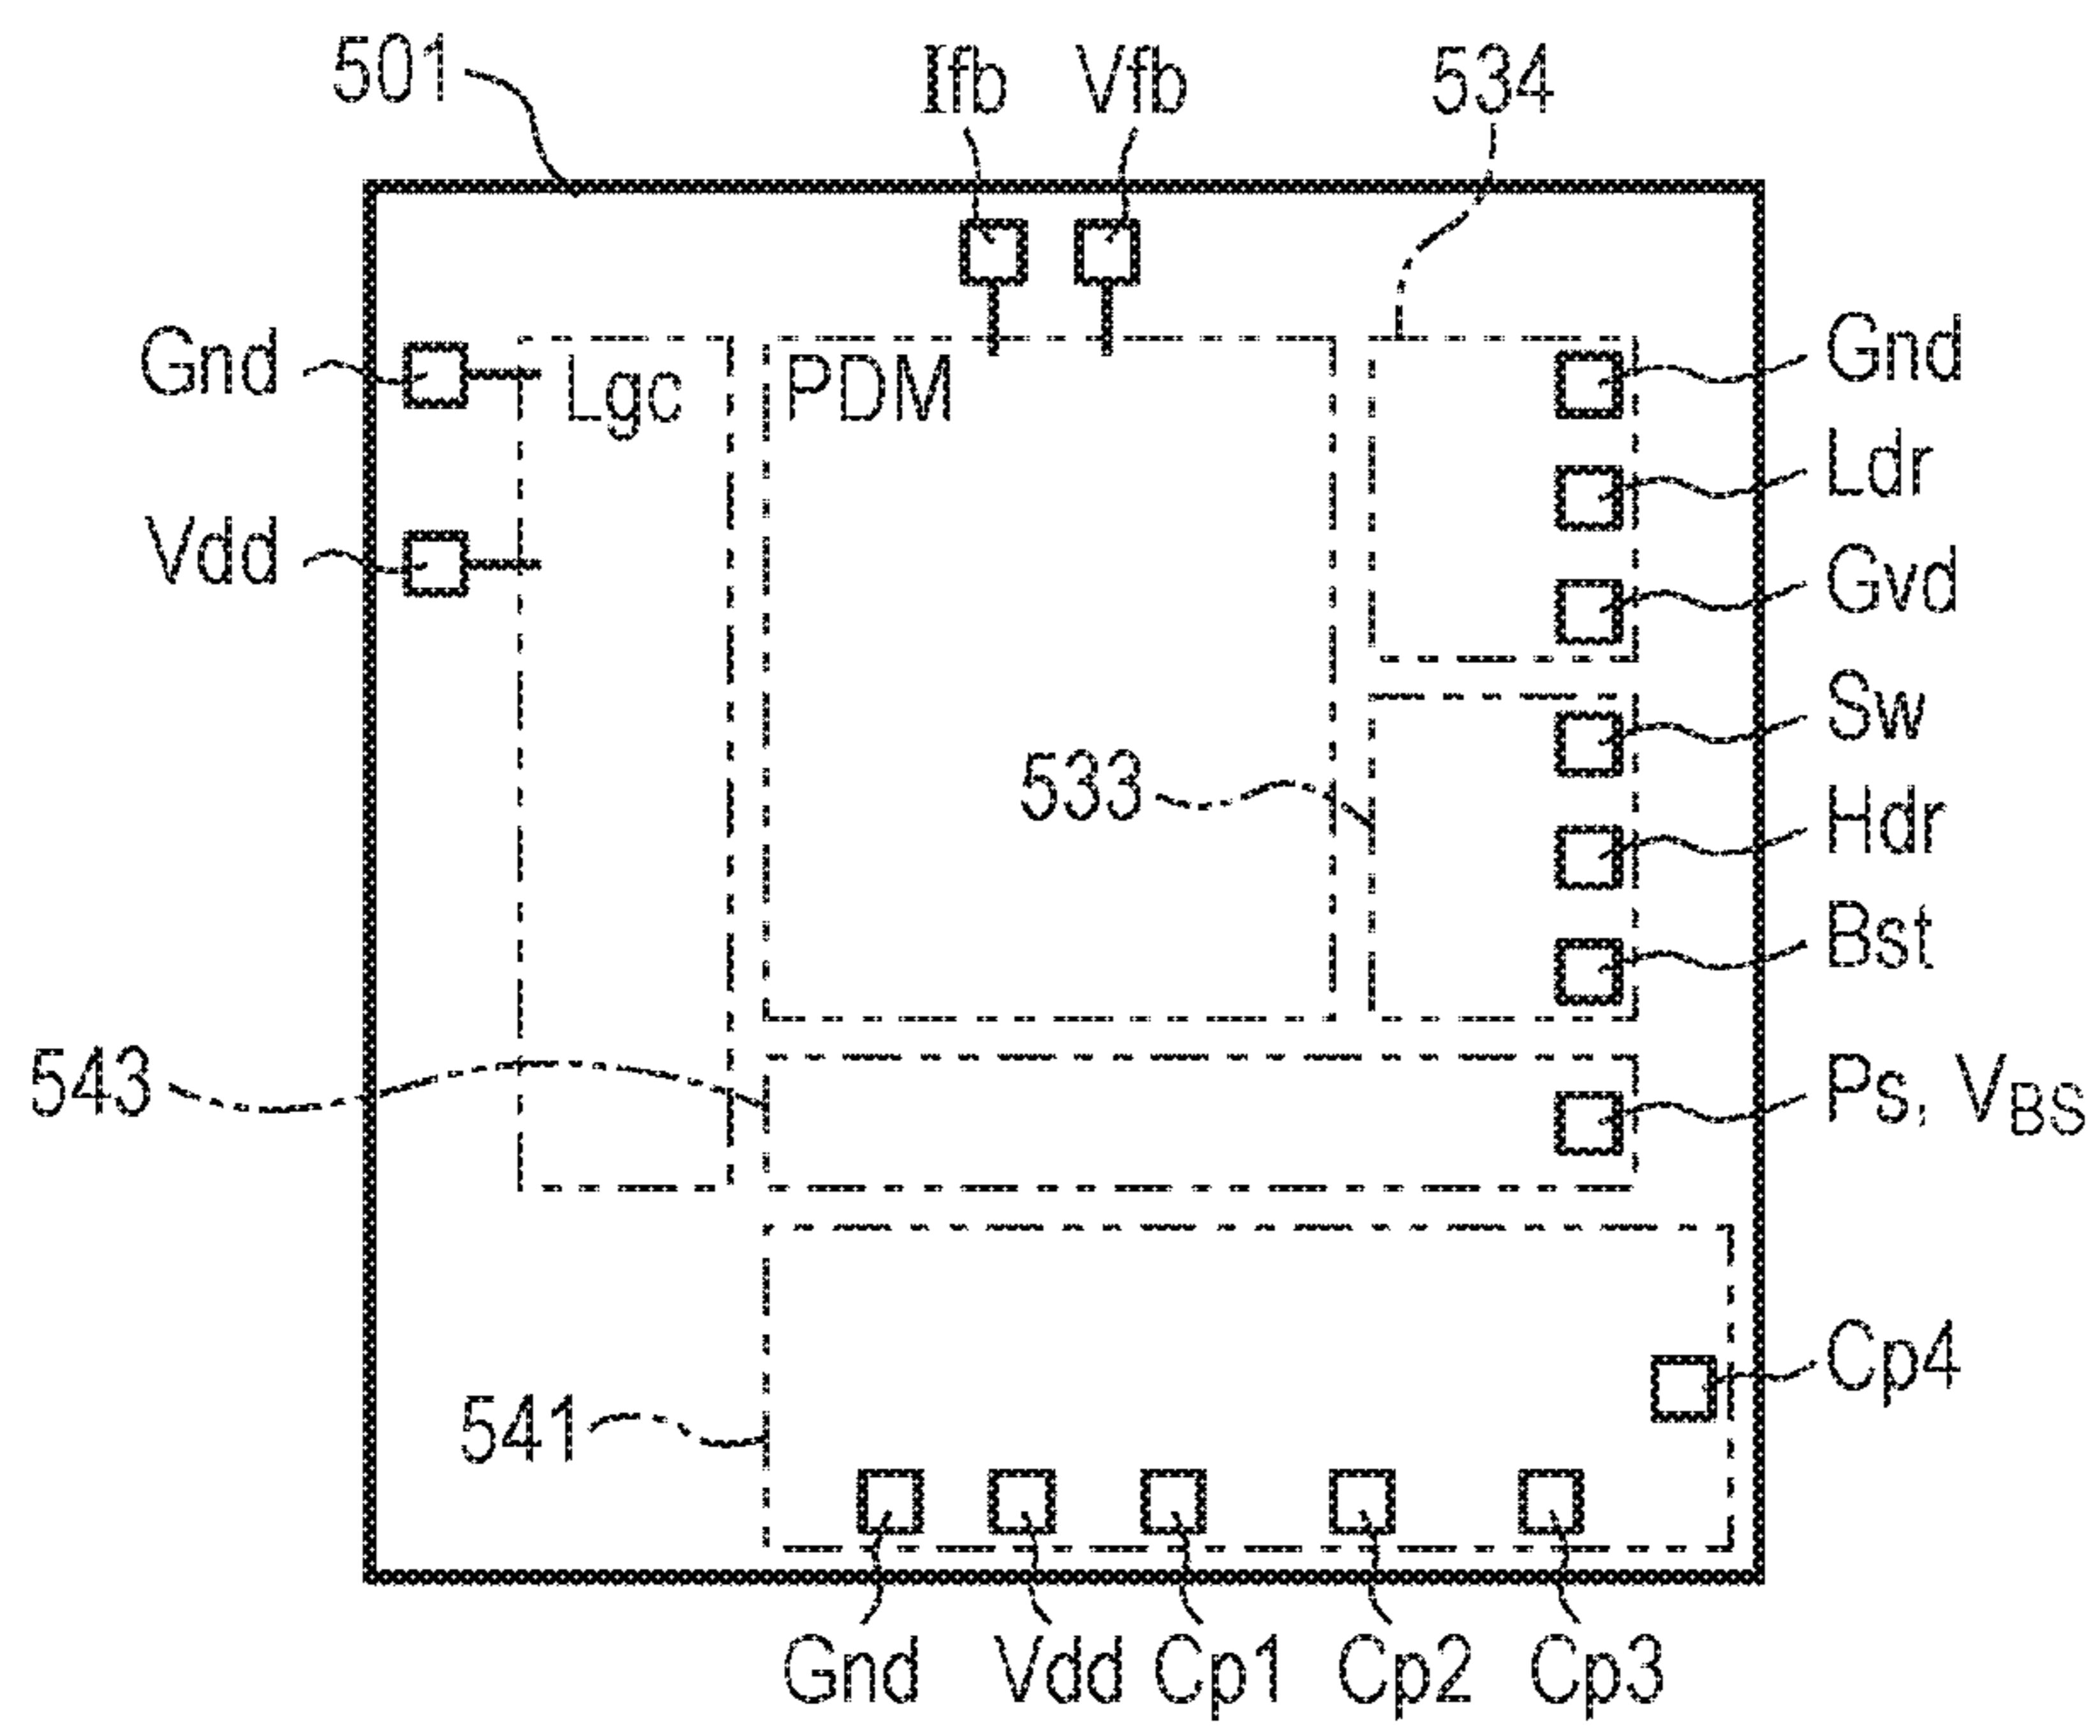 501
Ifb
Vfb
534
Gnd
Lgc
PDM
Gnd
Ldr
Vdd
Gvd
Sw
533
Hdr
Bst
543
Ps, VBS
Cp4
541
Gnd
Vdd
Cp1
Cp2
Cp3